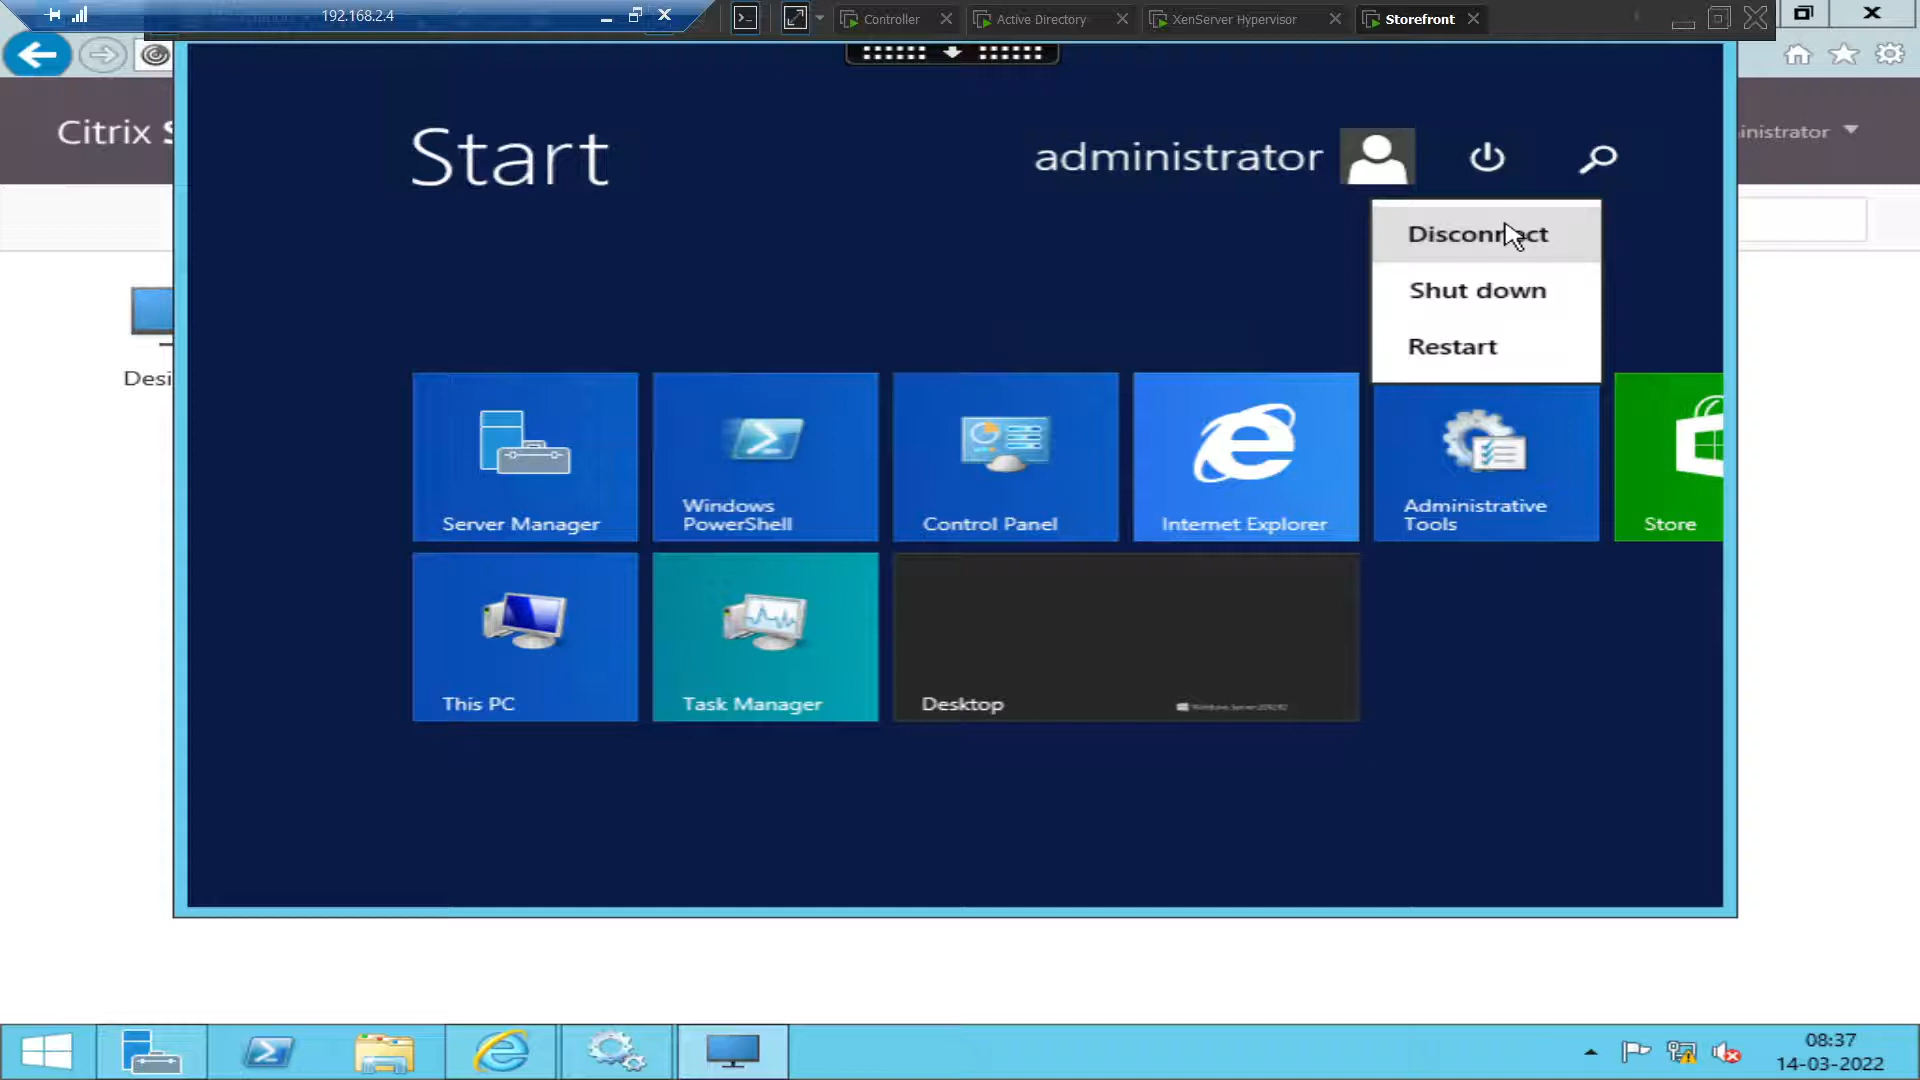 192.168.2.4
Controller
Active Directory
XenServer Hypervisor
Storefront
Citrix
Start
administrator
inistrator
Disconnect
Shut down
Restart
Desi
Server Manager
Windows
PowerShell
Control Panel
Internet Explorer
Administrative
Tools
Store
This PC
Task Manager
Desktop
08:37
14-03-2022